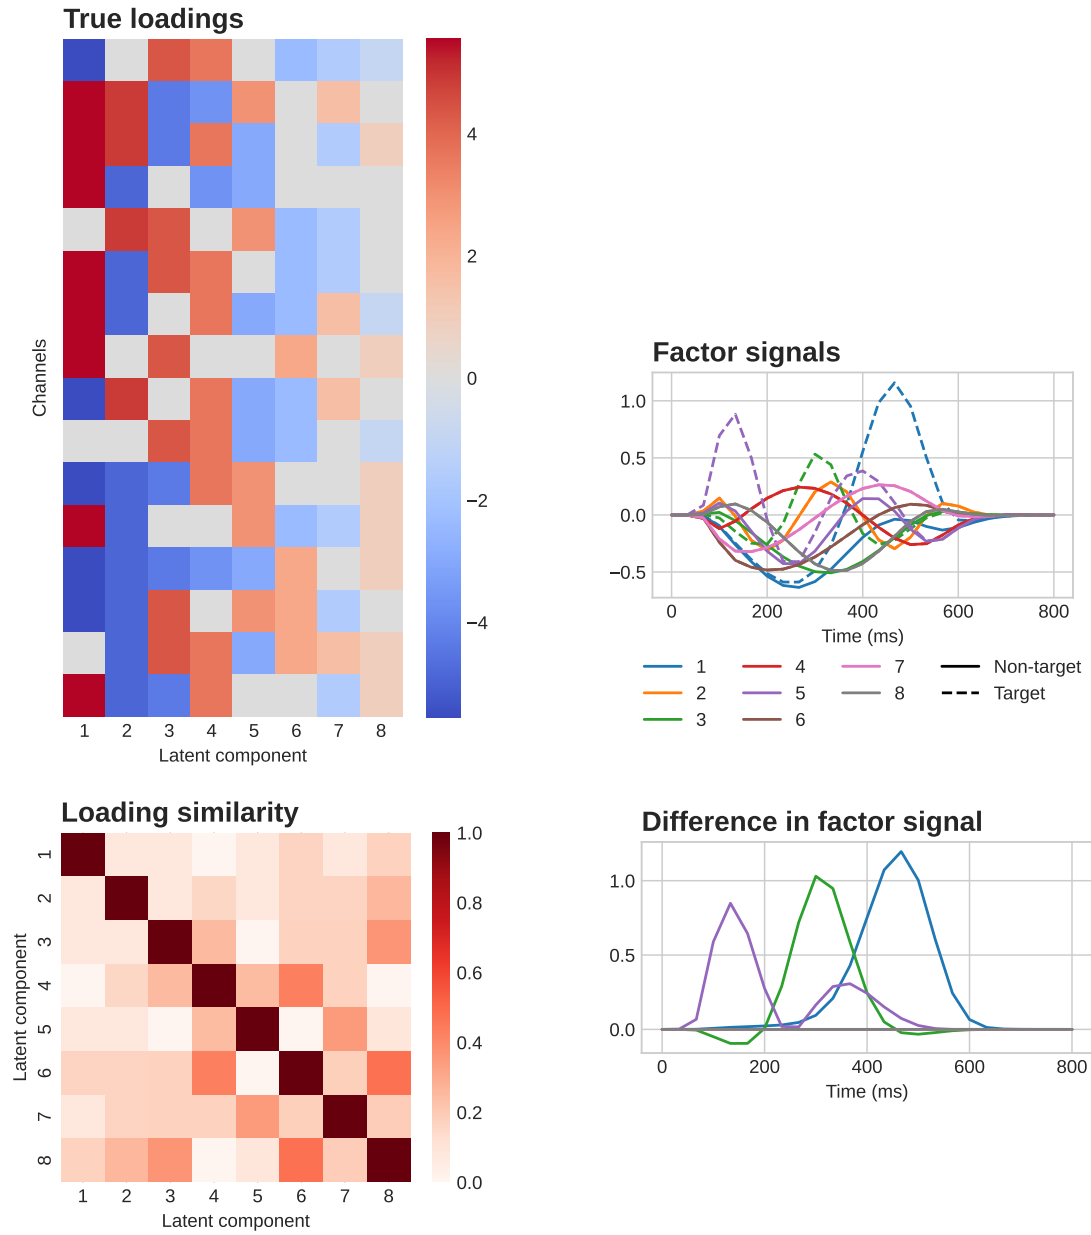 True loadings
4
2
0
−2
−4
Channels
1 2 3 4 5 6 7 8
Latent component
Factor signals
1.0
0.5
0.0
−0.5
0 200 400 600 800
Time (ms)
1 4 7 Non-target
2 5 8 Target
3 6
Loading similarity
1
2
3
4
5
6
7
8
Latent component
1 2 3 4 5 6 7 8
Latent component
1.0
0.8
0.6
0.4
0.2
0.0
Difference in factor signal
1.0
0.5
0.0
0 200 400 600 800
Time (ms)